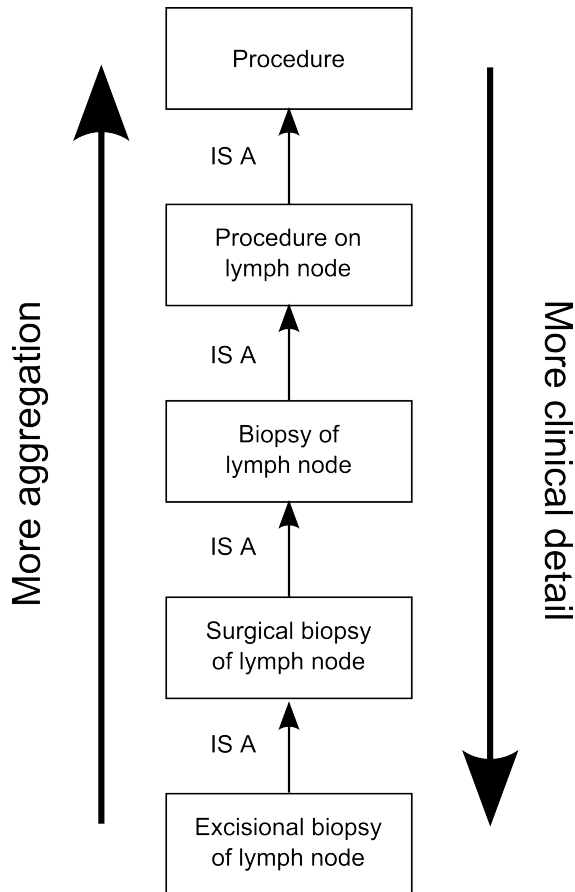 Procedure
IS A
Procedure on
lymph node
IS A
Biopsy of
lymph node
IS A
Surgical biopsy
of lymph node
IS A
Excisional biopsy
of lymph node
More aggregation
More clinical detail